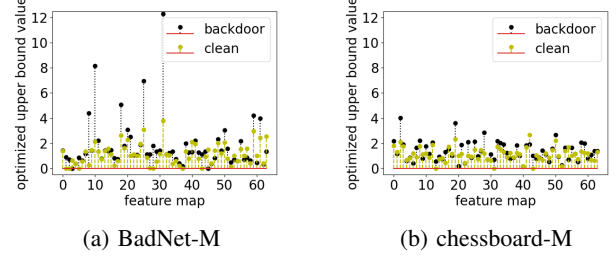 optimized upper bound value
12
10
8
6
4
2
0
backdoor
clean
0 10 20 30 40 50 60
feature map
(a) BadNet-M
optimized upper bound value
12
10
8
6
4
2
0
backdoor
clean
0 10 20 30 40 50 60
feature map
(b) chessboard-M